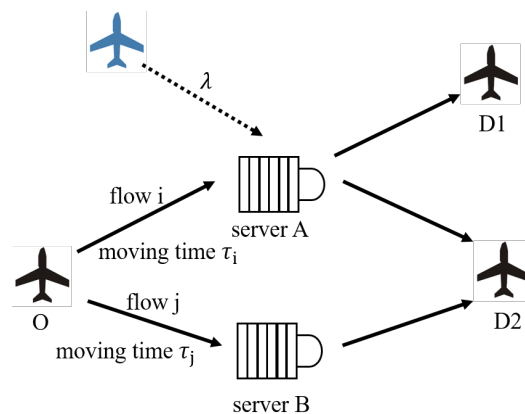 λ
D1
flow i
server A
moving time τi
O
flow j
D2
moving time τj
server B